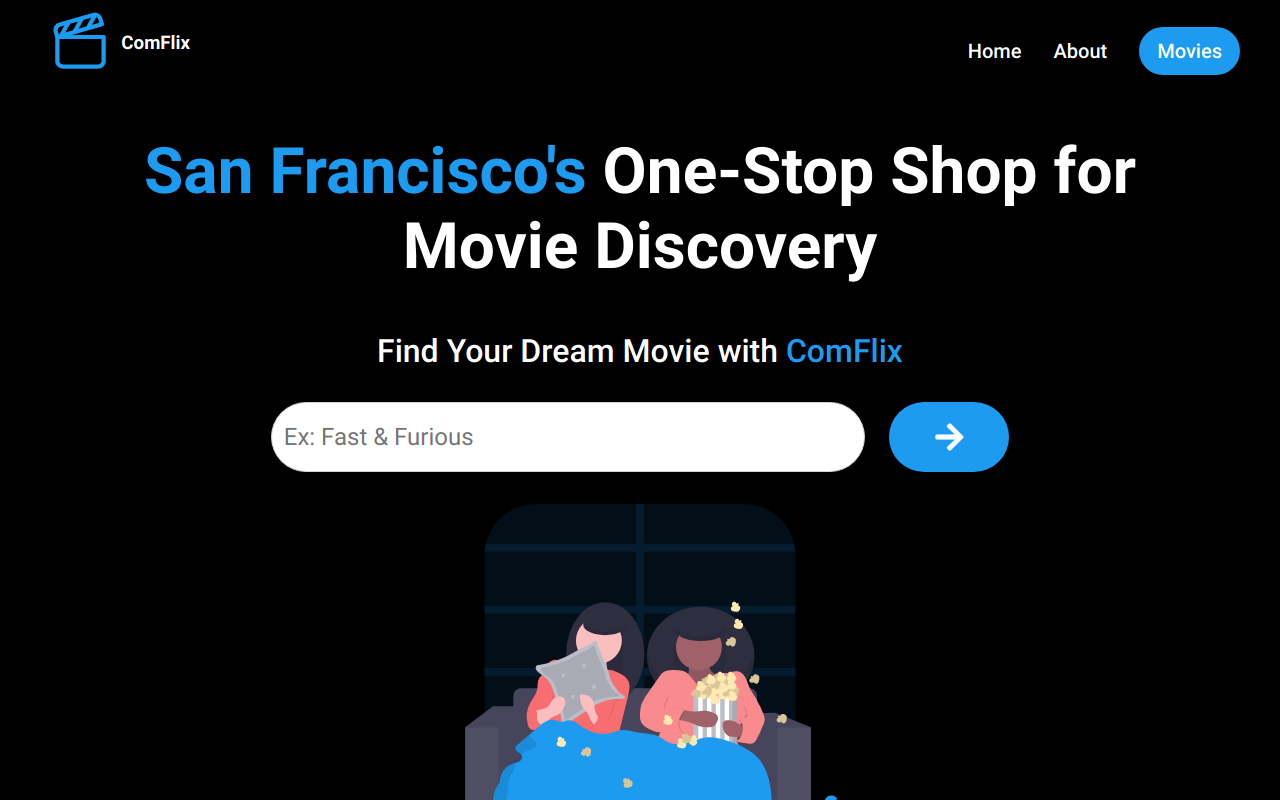 ComFlix
Home
About
Movies
San Francisco's One-Stop Shop for
Movie Discovery
Find Your Dream Movie with ComFlix
Ex: Fast & Furious